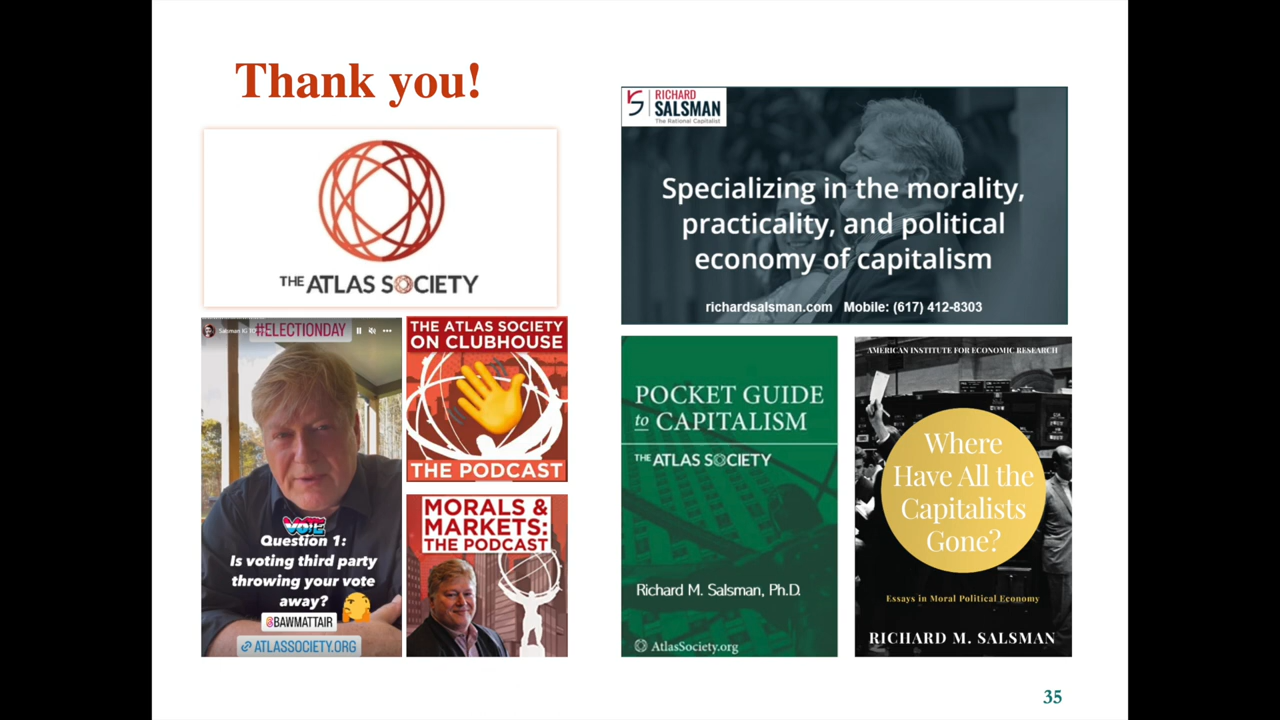 Thank you!
THE ATLAS SOCIETY
#ELECTIONDAY
VOTE
Question 1:
Is voting third party
throwing your vote
away?
@BAWMATTAIR
ATLASSOCIETY.ORG
THE ATLAS SOCIETY
ON CLUBHOUSE
THE PODCAST
MORALS &
MARKETS:
THE PODCAST
RICHARD
SALSMAN
The Rational Capitalist
Specializing in the morality,
practicality, and political
economy of capitalism
richardsalsman.com Mobile: (617) 412-8303
POCKET GUIDE
to CAPITALISM
THE ATLAS SOCIETY
Richard M. Salsman, Ph.D.
AtlasSociety.org
AMERICAN INSTITUTE FOR ECONOMIC RESEARCH
Where
Have All the
Capitalists
Gone?
Essays in Moral Political Economy
RICHARD M. SALSMAN
35